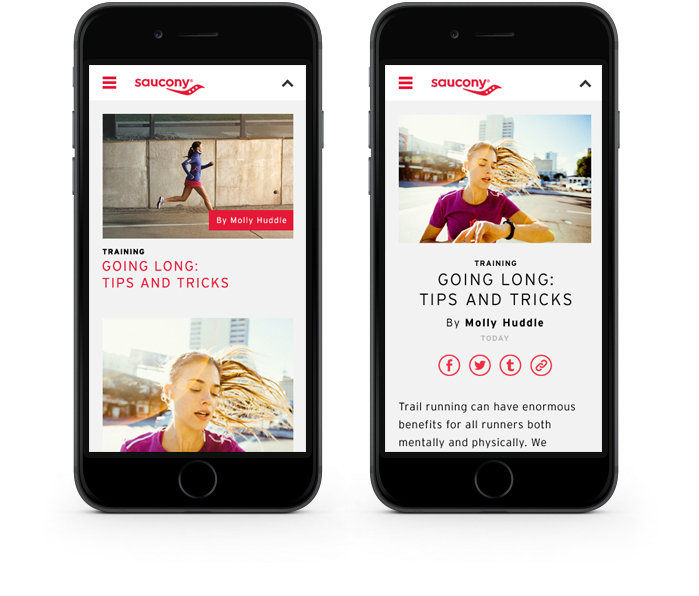 saucony
By Molly Huddle
TRAINING
GOING LONG:
TIPS AND TRICKS
saucony
TRAINING
GOING LONG:
TIPS AND TRICKS
By Molly Huddle
TODAY
Trail running can have enormous
benefits for all runners both
mentally and physically. We